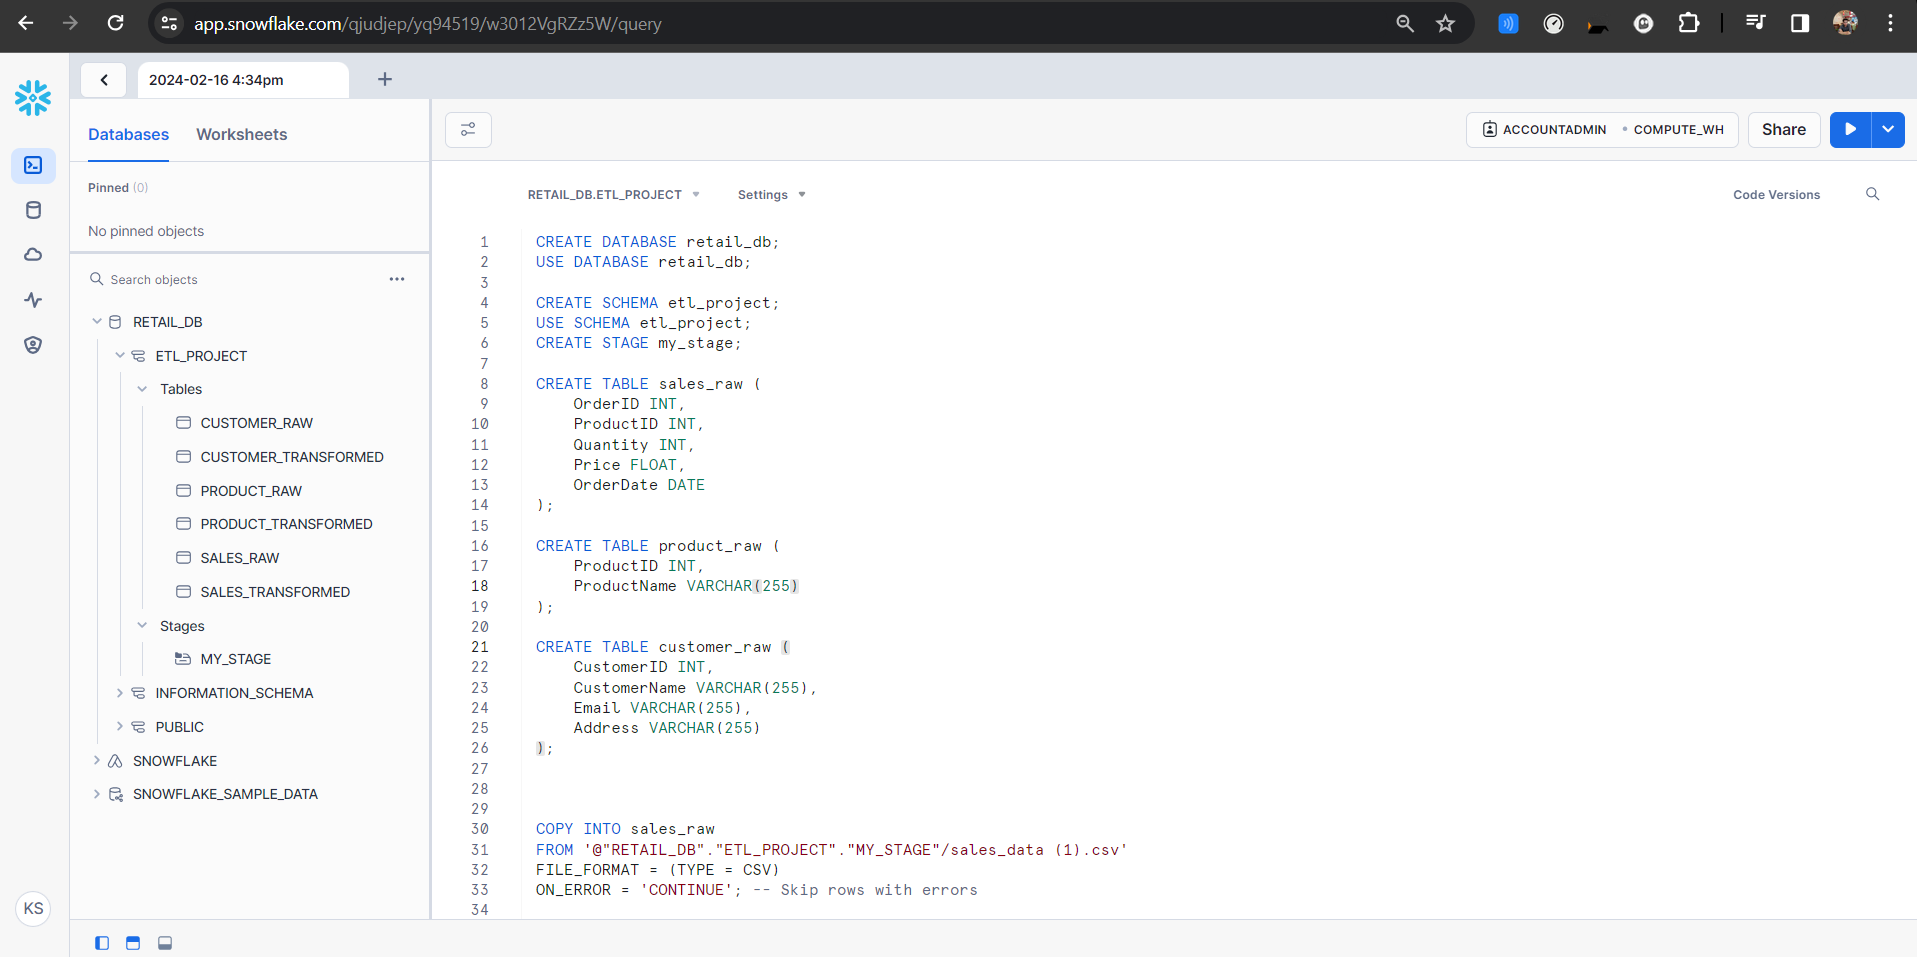 app.snowflake.com/qjudjep/yq94519/w3012VgRZz5W/query
2024-02-16 4:34pm
Databases Worksheets
ACCOUNTADMIN • COMPUTE_WH Share
Pinned (0)
No pinned objects
Search objects
RETAIL_DB
ETL_PROJECT
Tables
CUSTOMER_RAW
CUSTOMER_TRANSFORMED
PRODUCT_RAW
PRODUCT_TRANSFORMED
SALES_RAW
SALES_TRANSFORMED
Stages
MY_STAGE
INFORMATION_SCHEMA
PUBLIC
SNOWFLAKE
SNOWFLAKE_SAMPLE_DATA
KS
RETAIL_DB.ETL_PROJECT Settings Code Versions
1 CREATE DATABASE retail_db;
2 USE DATABASE retail_db;
3
4 CREATE SCHEMA etl_project;
5 USE SCHEMA etl_project;
6 CREATE STAGE my_stage;
7
8 CREATE TABLE sales_raw (
9 OrderID INT,
10 ProductID INT,
11 Quantity INT,
12 Price FLOAT,
13 OrderDate DATE
14 );
15
16 CREATE TABLE product_raw (
17 ProductID INT,
18 ProductName VARCHAR(255)
19 );
20
21 CREATE TABLE customer_raw (
22 CustomerID INT,
23 CustomerName VARCHAR(255),
24 Email VARCHAR(255),
25 Address VARCHAR(255)
26 );
27
28
29
30 COPY INTO sales_raw
31 FROM '@"RETAIL_DB"."ETL_PROJECT"."MY_STAGE"/sales_data (1).csv'
32 FILE_FORMAT = (TYPE = CSV)
33 ON_ERROR = 'CONTINUE'; -- Skip rows with errors
34